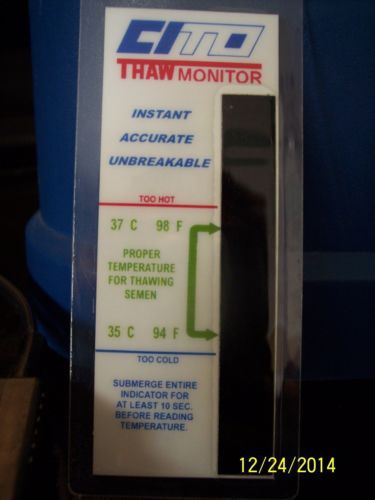 CITO
THAW MONITOR
INSTANT
ACCURATE
UNBREAKABLE
TOO HOT
37 C 98 F
PROPER
TEMPERATURE
FOR THAWING
SEMEN
35 C 94 F
TOO COLD
SUBMERGE ENTIRE
INDICATOR FOR
AT LEAST 10 SEC.
BEFORE READING
TEMPERATURE.
12/24/2014